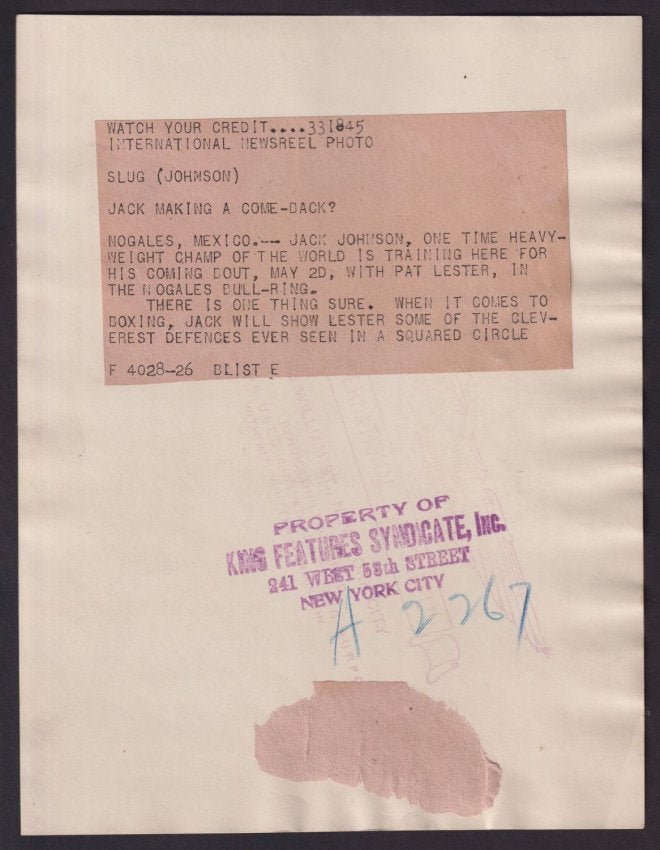 WATCH YOUR CREDIT....331845
INTERNATIONAL NEWSREEL PHOTO
SLUG (JOHNSON)
JACK MAKING A COME-BACK?
NOGALES, MEXICO.-- JACK JOHNSON, ONE TIME HEAVY-
WEIGHT CHAMP OF THE WORLD IS TRAINING HERE FOR
HIS COMING BOUT, MAY 2D, WITH PAT LESTER, IN
THE NOGALES BULL-RING.
THERE IS ONE THING SURE. WHEN IT COMES TO
BOXING, JACK WILL SHOW LESTER SOME OF THE CLEV-
EREST DEFENCES EVER SEEN IN A SQUARED CIRCLE
F 4028-26 BLIST E
WILLIAM ST
PROPERTY OF
KING FEATURES SYNDICATE, Inc.
241 WEST 58th STREET
NEW YORK CITY
A 2267
CITY